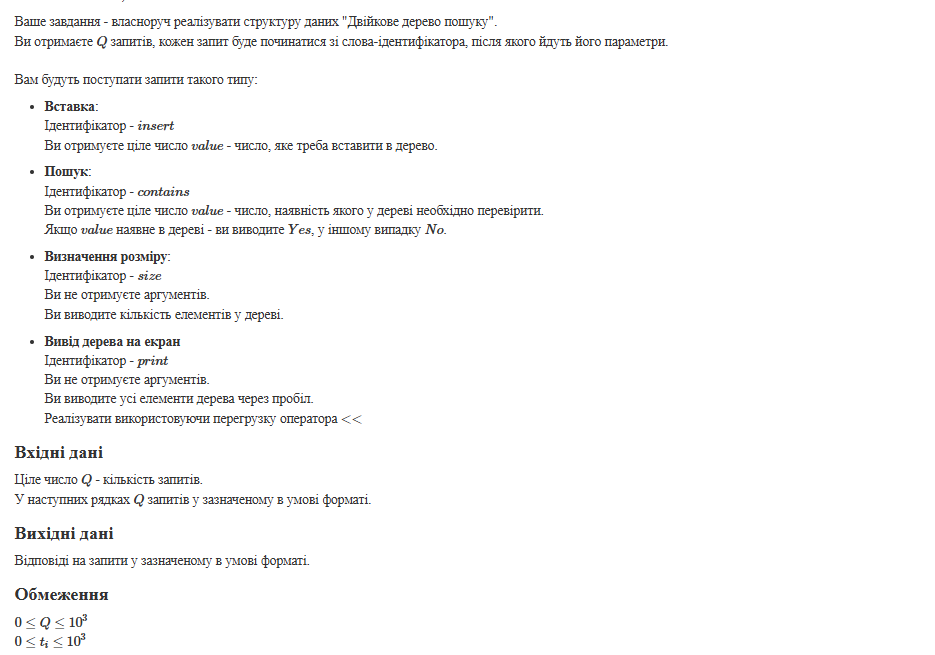 Ваше завдання - власноруч реалізувати структуру даних "Двійкове дерево пошуку".
Ви отримаєте Q запитів, кожен запит буде починатися зі слова-ідентифікатора, після якого йдуть його параметри.
Вам будуть поступати запити такого типу:
• Вставка:
Ідентифікатор - insert
Ви отримуєте ціле число value - число, яке треба вставити в дерево.
• Пошук:
Ідентифікатор - contains
Ви отримуєте ціле число value - число, наявність якого у дереві необхідно перевірити.
Якщо value наявне в дереві - ви виводите Yes, у іншому випадку No.
• Визначення розміру:
Ідентифікатор - size
Ви не отримуєте аргументів.
Ви виводите кількість елементів у дереві.
• Вивід дерева на екран
Ідентифікатор - print
Ви не отримуєте аргументів.
Ви виводите усі елементи дерева через пробіл.
Реалізувати використовуючи перегрузку оператора <<
Вхідні дані
Ціле число Q - кількість запитів.
У наступних рядках Q запитів у зазначеному в умові форматі.
Вихідні дані
Відповіді на запити у зазначеному в умові форматі.
Обмеження
0 ≤ Q ≤ 10³
0 ≤ tᵢ ≤ 10³